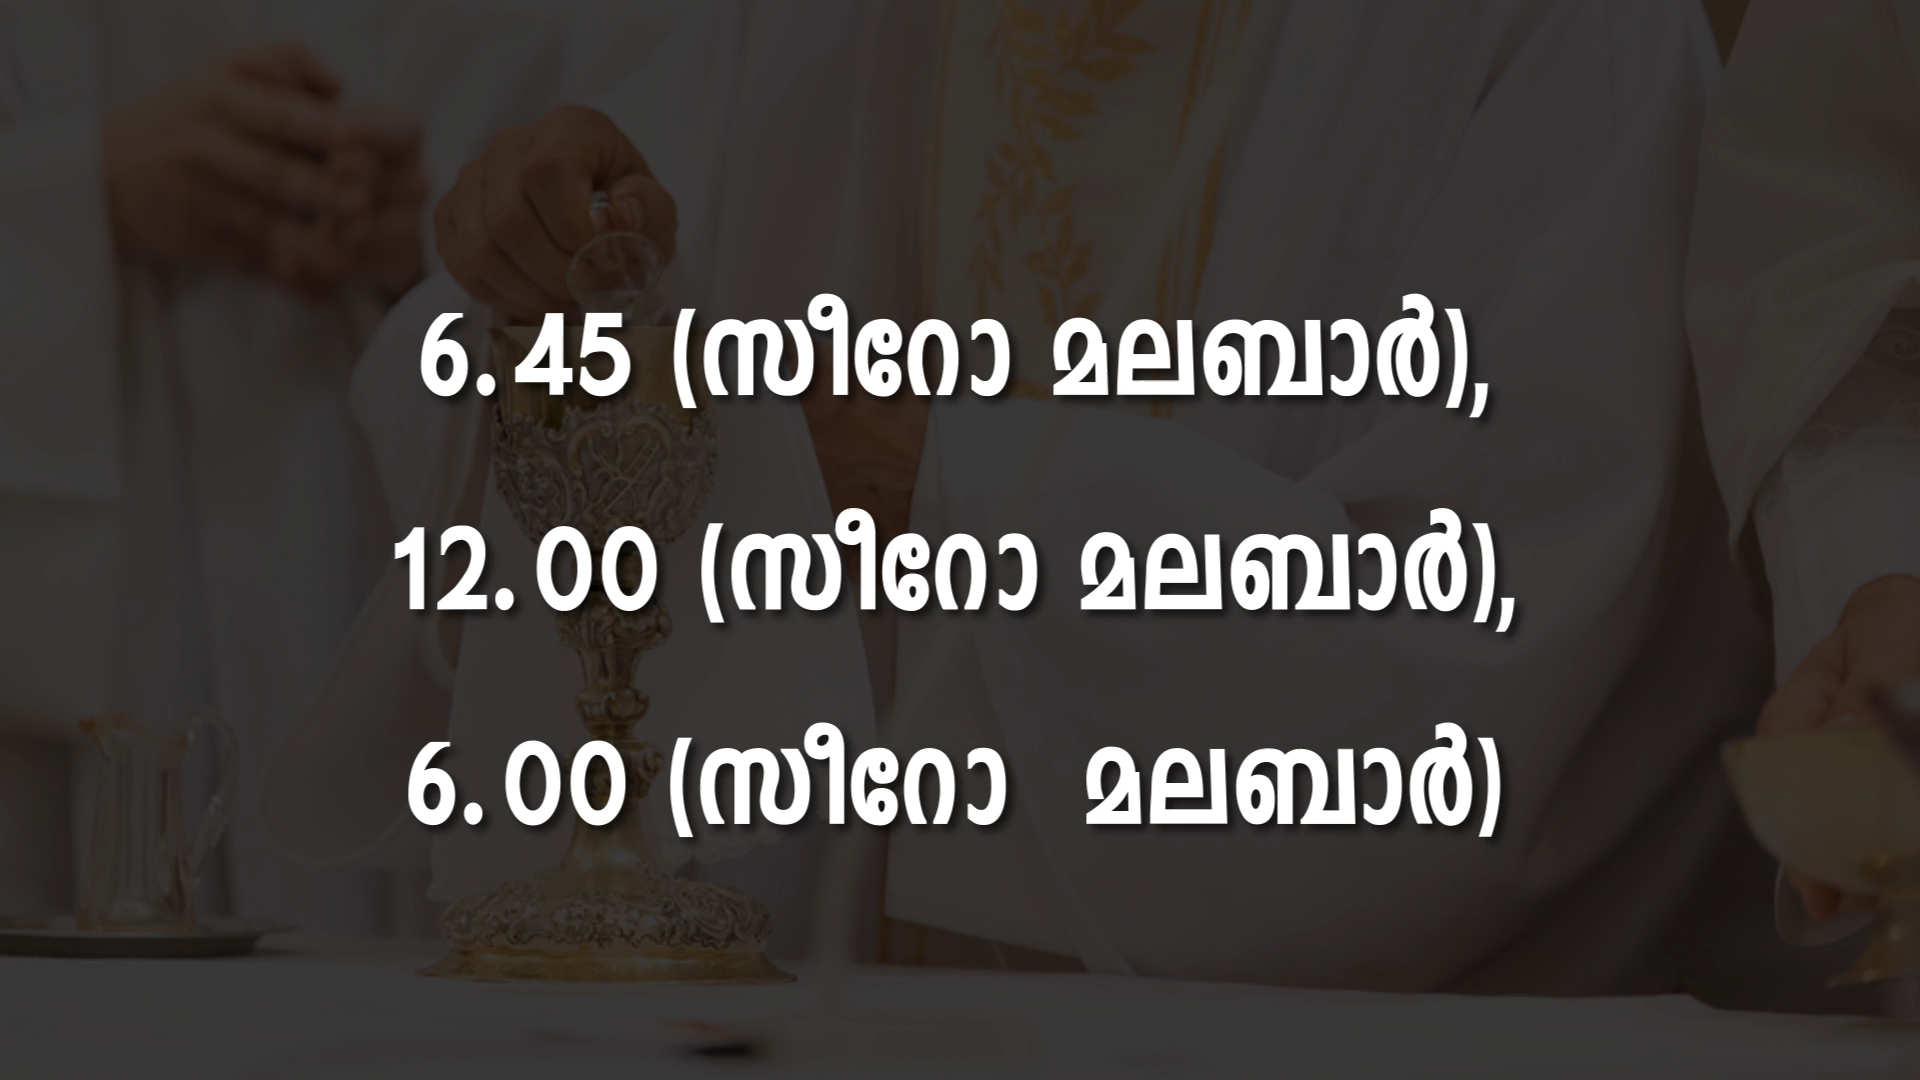 6.45 (സീറോ മലബാർ),
12.00 (സീറോ മലബാർ),
6.00 (സീറോ മലബാർ)